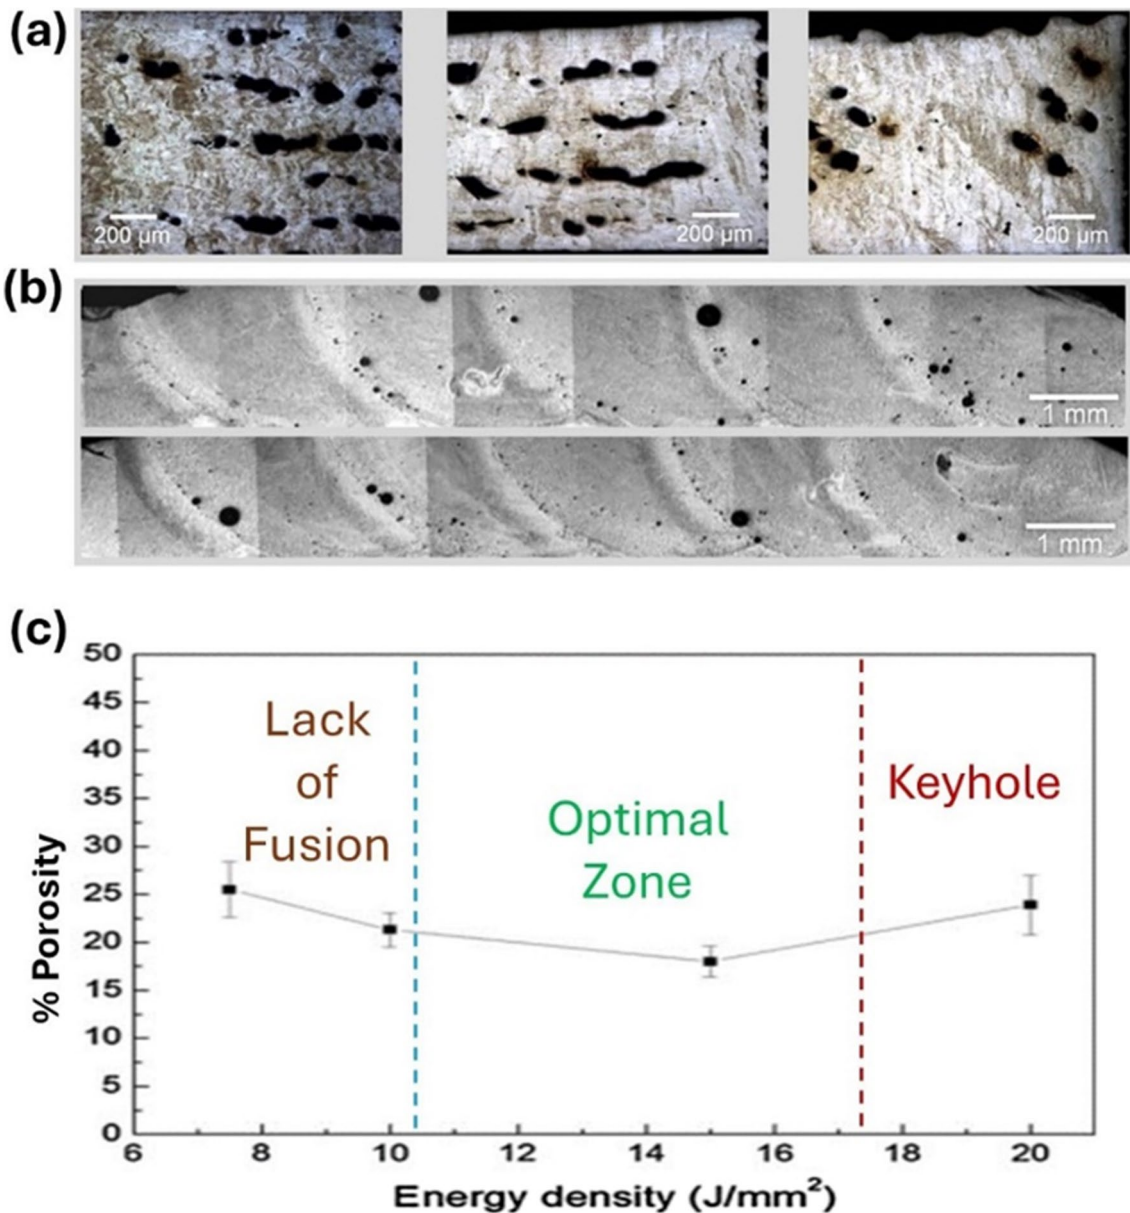 (a)
200 μm
200 μm
200 μm
(b)
1 mm
1 mm
(c)
50
45
40
35
30
25
20
15
10
5
0
% Porosity
Lack
of
Fusion
Optimal
Zone
Keyhole
6 8 10 12 14 16 18 20
Energy density (J/mm²)